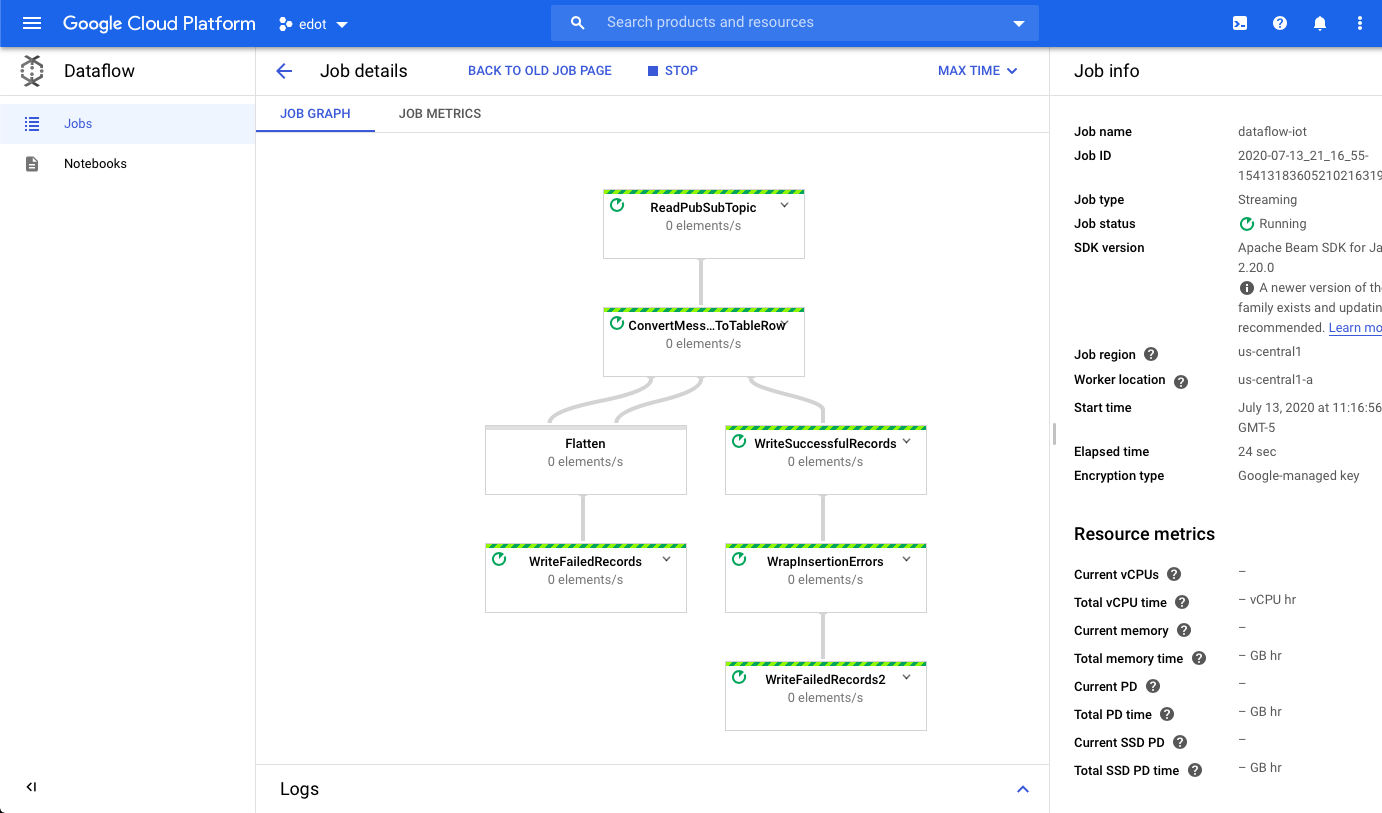 Google Cloud Platform
edot
Search products and resources
Dataflow
Jobs
Notebooks
Job details
BACK TO OLD JOB PAGE
STOP
MAX TIME
JOB GRAPH
JOB METRICS
ReadPubSubTopic
0 elements/s
ConvertMess...ToTableRow
0 elements/s
Flatten
0 elements/s
WriteSuccessfulRecords
0 elements/s
WriteFailedRecords
0 elements/s
WrapInsertionErrors
0 elements/s
WriteFailedRecords2
0 elements/s
Logs
Job info
Job name dataflow-iot
Job ID 2020-07-13_21_16_55-
15413183605210216319
Job type Streaming
Job status Running
SDK version Apache Beam SDK for Ja
2.20.0
A newer version of the
family exists and updatin
recommended. Learn mo
Job region us-central1
Worker location us-central1-a
Start time July 13, 2020 at 11:16:56
GMT-5
Elapsed time 24 sec
Encryption type Google-managed key
Resource metrics
Current vCPUs –
Total vCPU time – vCPU hr
Current memory –
Total memory time – GB hr
Current PD –
Total PD time – GB hr
Current SSD PD –
Total SSD PD time – GB hr